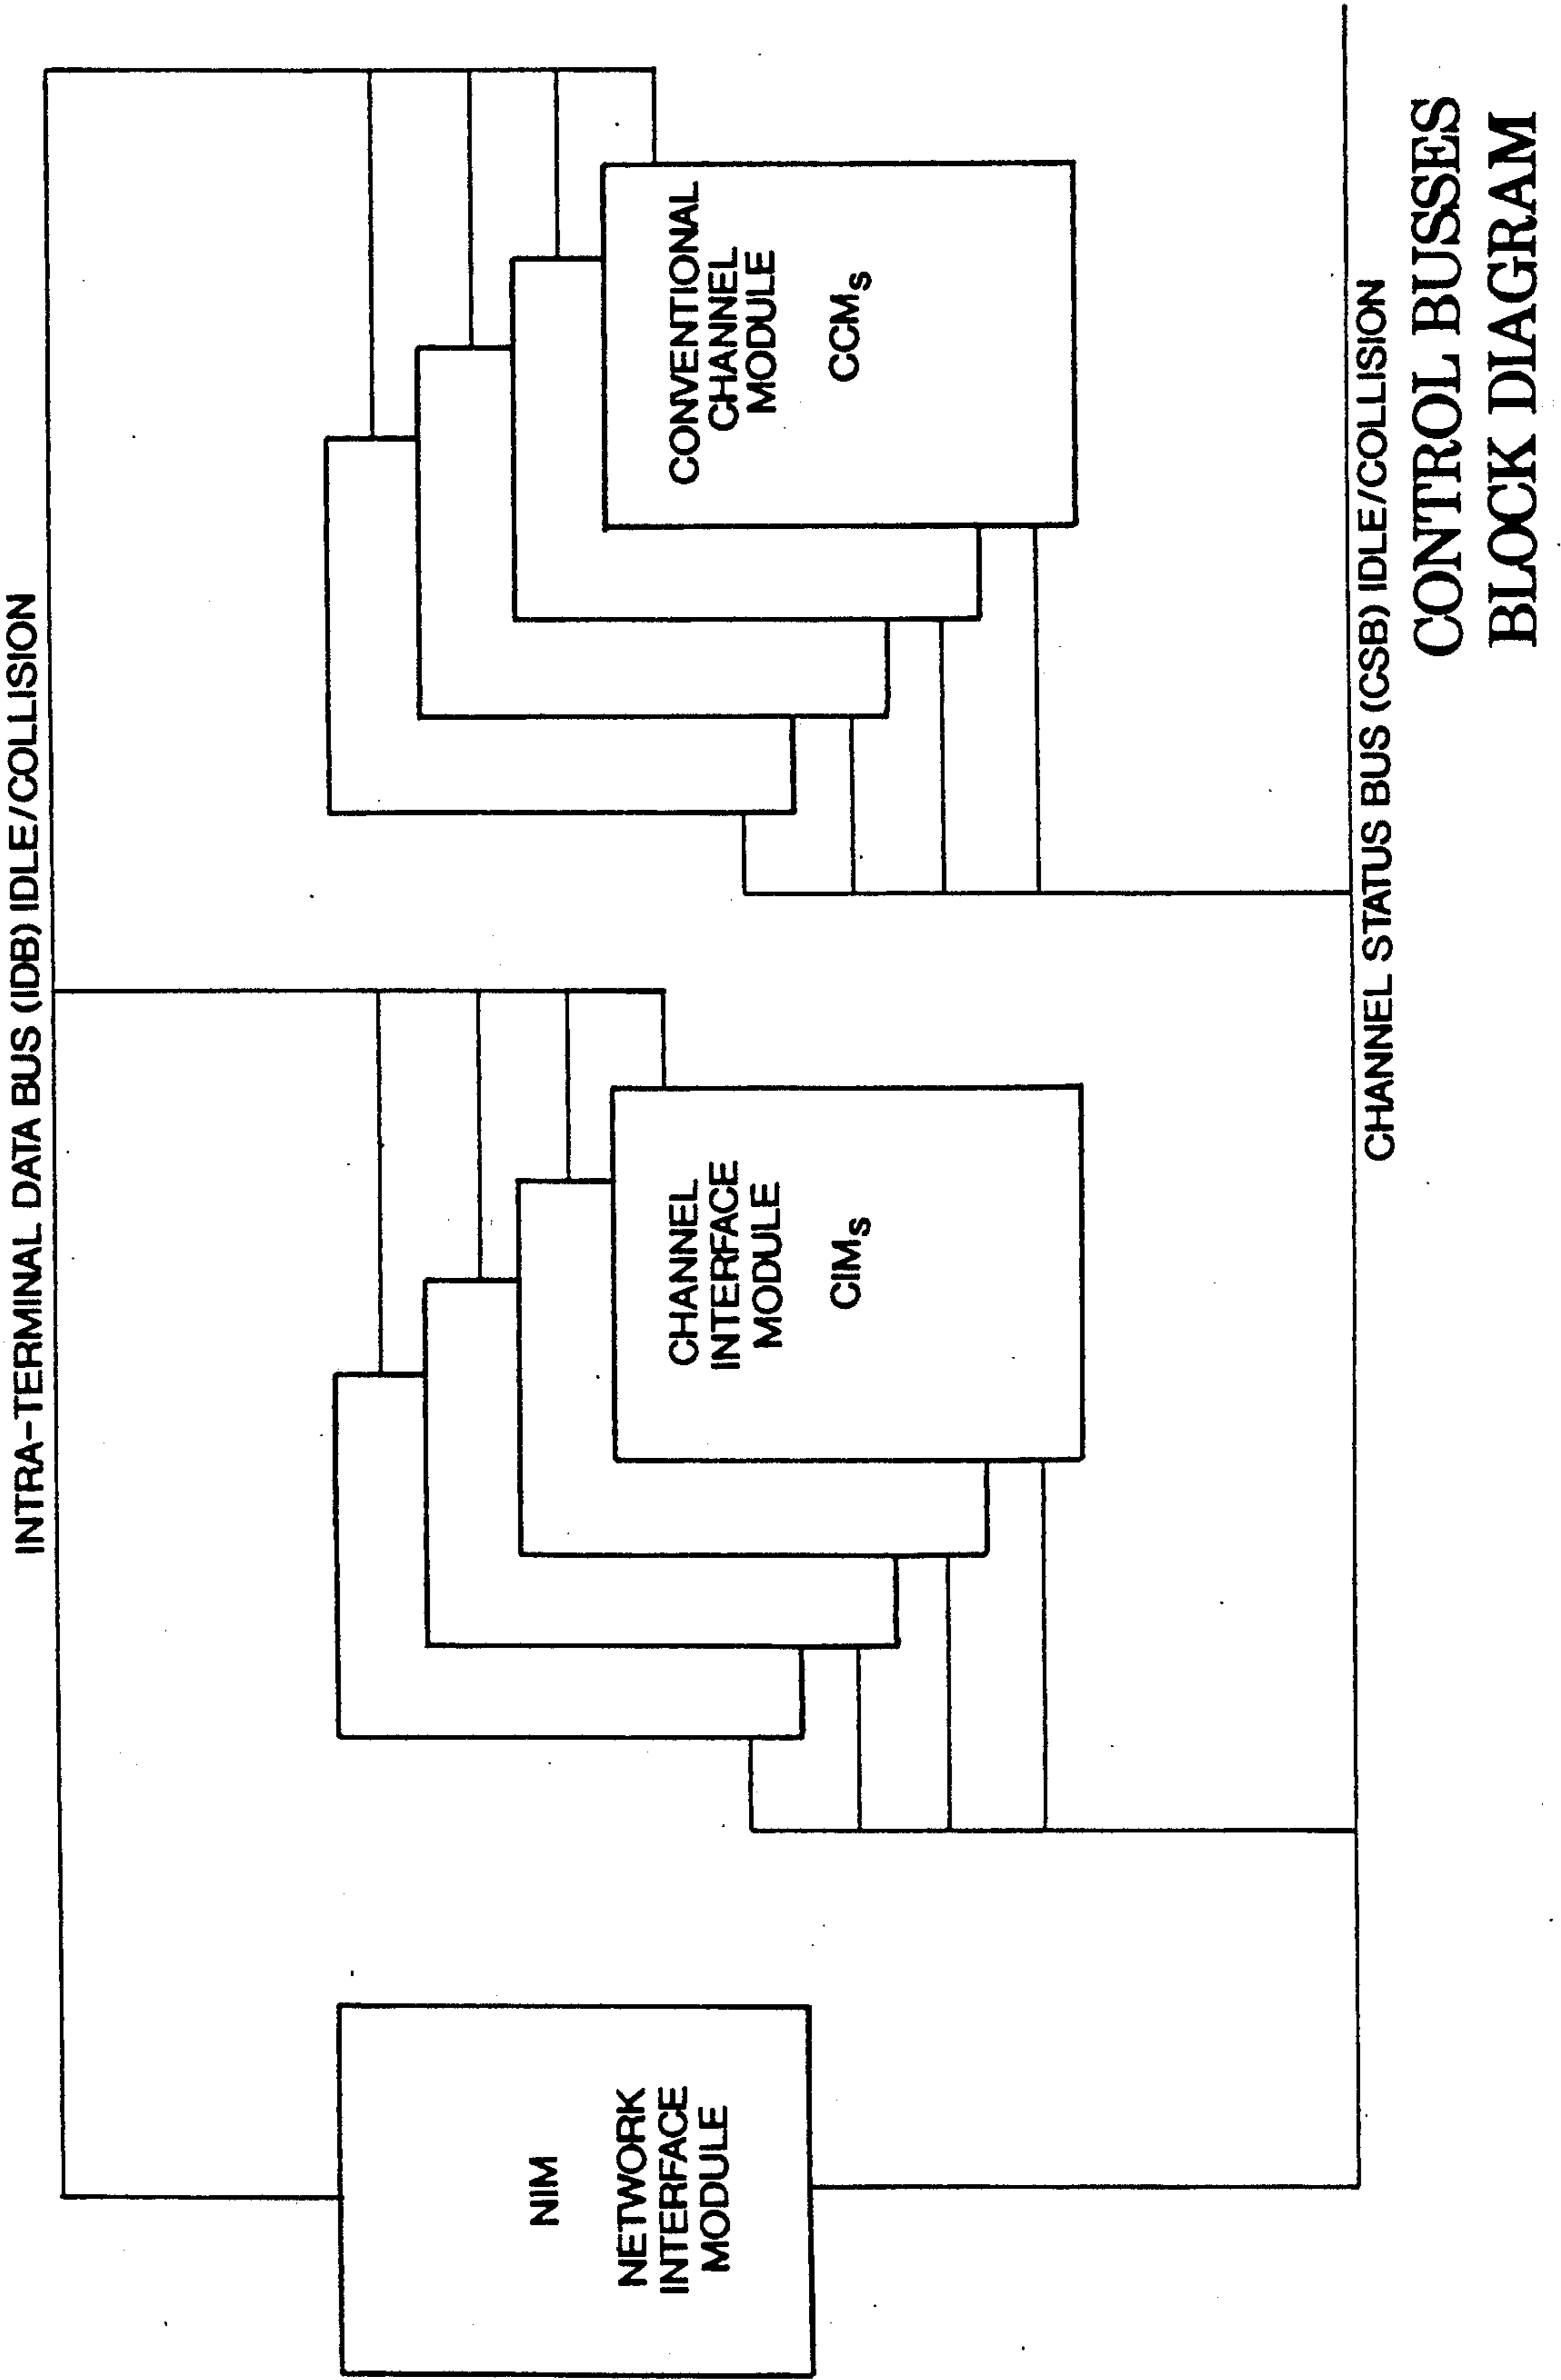 INTRA-TERMINAL DATA BUS (IDB) IDLE/COLLISION
NIM
NETWORK
INTERFACE
MODULE
CHANNEL
INTERFACE
MODULE
CIMs
CONVENTIONAL
CHANNEL
MODULE
CCMs
CHANNEL STATUS BUS (CSB) IDLE/COLLISION
CONTROL BUSSES
BLOCK DIAGRAM